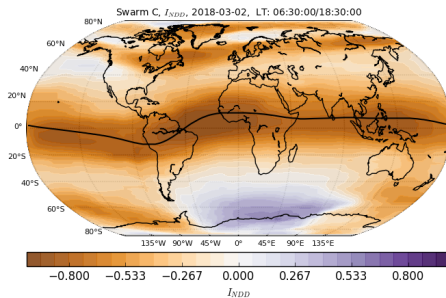 Swarm C, I_NDD, 2018-03-02, LT: 06:30:00/18:30:00
80°N
60°N
40°N
20°N
0°
20°S
40°S
60°S
80°S
135°W 90°W 45°W 0° 45°E 90°E 135°E
−0.800 −0.533 −0.267 0.000 0.267 0.533 0.800
I_NDD